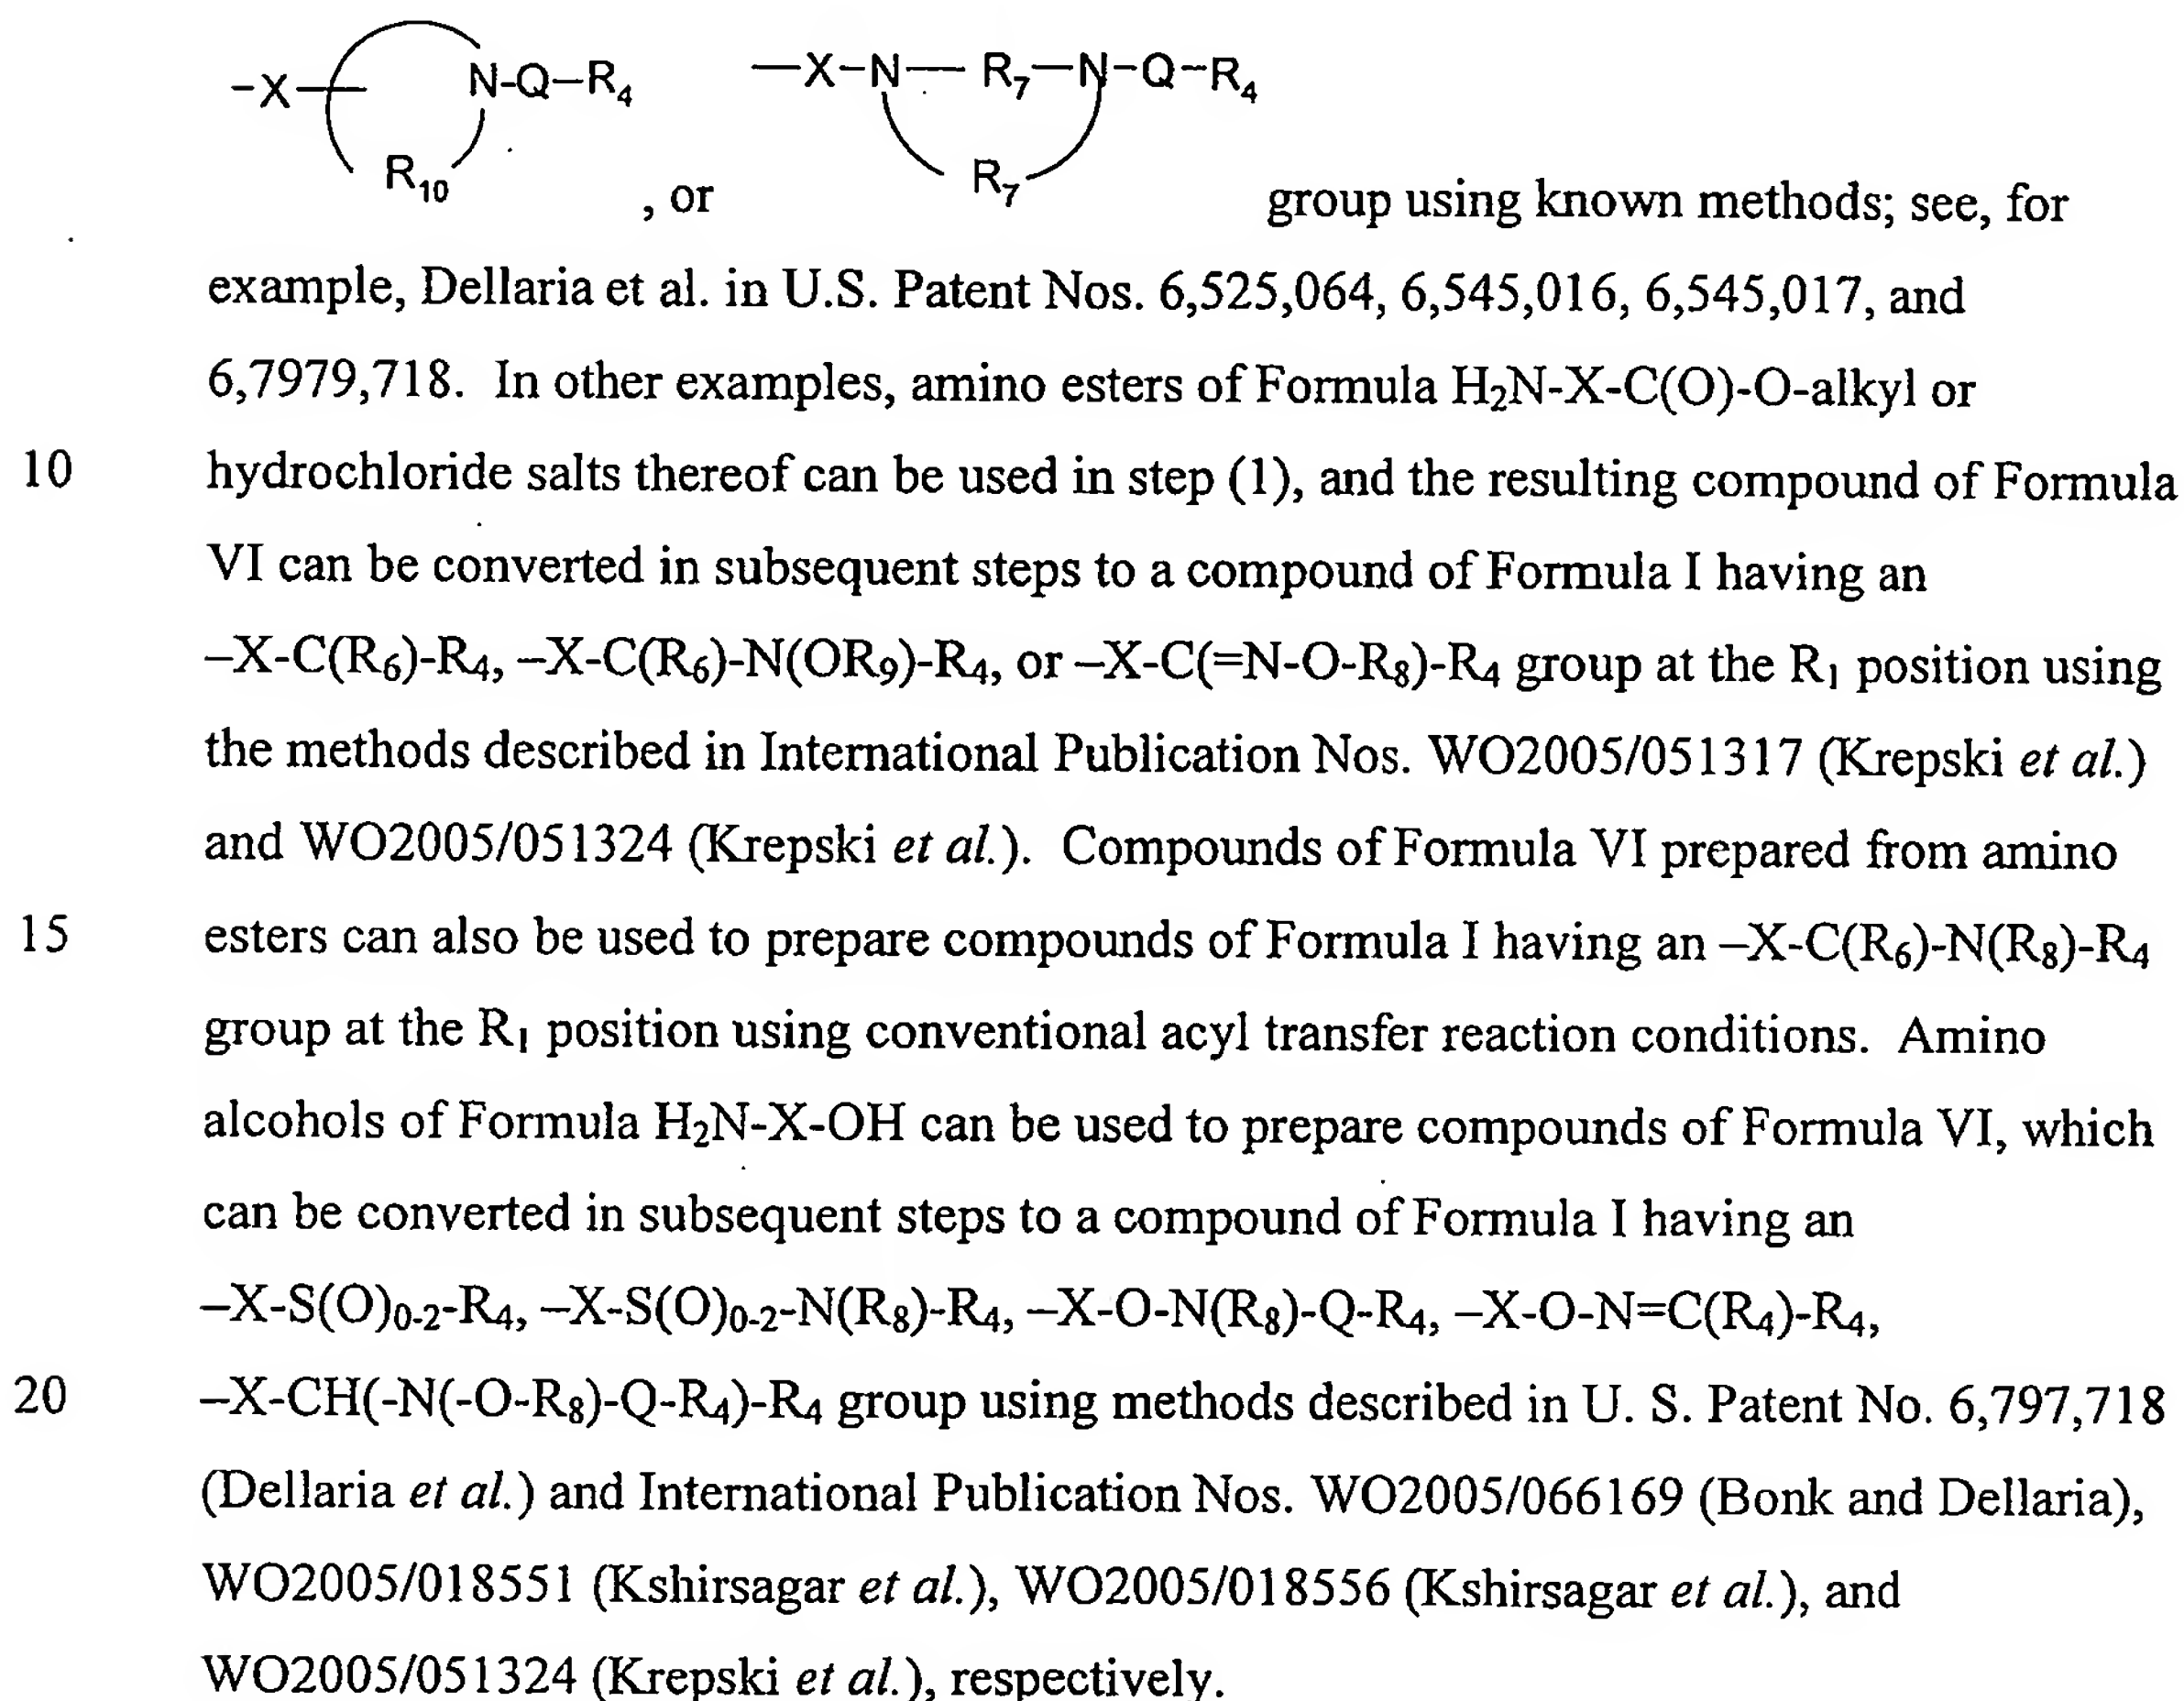 –X– N-Q–R₄ —X–N— R₇—N–Q–R₄
R₁₀ , or R₇ group using known methods; see, for
example, Dellaria et al. in U.S. Patent Nos. 6,525,064, 6,545,016, 6,545,017, and
6,7979,718. In other examples, amino esters of Formula H₂N-X-C(O)-O-alkyl or
10 hydrochloride salts thereof can be used in step (1), and the resulting compound of Formula
VI can be converted in subsequent steps to a compound of Formula I having an
–X-C(R₆)-R₄, –X-C(R₆)-N(OR₉)-R₄, or –X-C(=N-O-R₈)-R₄ group at the R₁ position using
the methods described in International Publication Nos. WO2005/051317 (Krepski et al.)
and WO2005/051324 (Krepski et al.). Compounds of Formula VI prepared from amino
15 esters can also be used to prepare compounds of Formula I having an –X-C(R₆)-N(R₈)-R₄
group at the R₁ position using conventional acyl transfer reaction conditions. Amino
alcohols of Formula H₂N-X-OH can be used to prepare compounds of Formula VI, which
can be converted in subsequent steps to a compound of Formula I having an
–X-S(O)₀₋₂-R₄, –X-S(O)₀₋₂-N(R₈)-R₄, –X-O-N(R₈)-Q-R₄, –X-O-N=C(R₄)-R₄,
20 –X-CH(-N(-O-R₈)-Q-R₄)-R₄ group using methods described in U. S. Patent No. 6,797,718
(Dellaria et al.) and International Publication Nos. WO2005/066169 (Bonk and Dellaria),
WO2005/018551 (Kshirsagar et al.), WO2005/018556 (Kshirsagar et al.), and
WO2005/051324 (Krepski et al.), respectively.